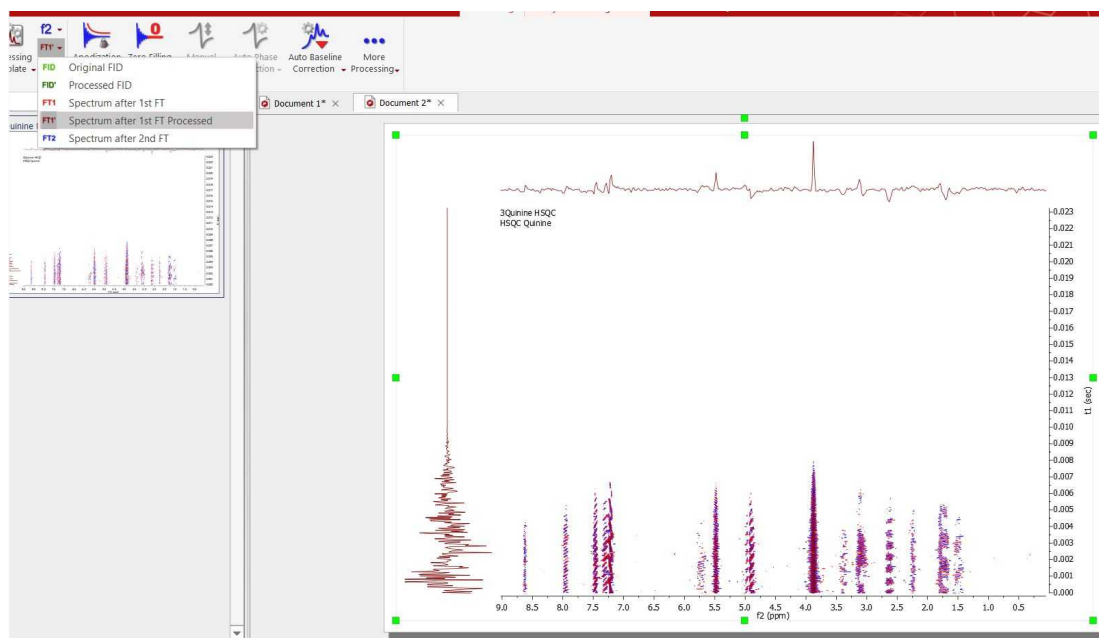 essing
plate
f2
FT1'
Apodization
Zero Filling
Manual
Auto Phase
Auto Baseline
Correction
More
Processing
FID Original FID
FID' Processed FID
FT1 Spectrum after 1st FT
FT1' Spectrum after 1st FT Processed
FT2 Spectrum after 2nd FT
Document 1* ×
Document 2* ×
3Quinine HSQC
HSQC Quinine
0.023
0.022
0.021
0.020
0.019
0.018
0.017
0.016
0.015
0.014
0.013
0.012
0.011
0.010
0.009
0.008
0.007
0.006
0.005
0.004
0.003
0.002
0.001
0.000
t1 (sec)
9.0 8.5 8.0 7.5 7.0 6.5 6.0 5.5 5.0 4.5 4.0 3.5 3.0 2.5 2.0 1.5 1.0 0.5
f2 (ppm)